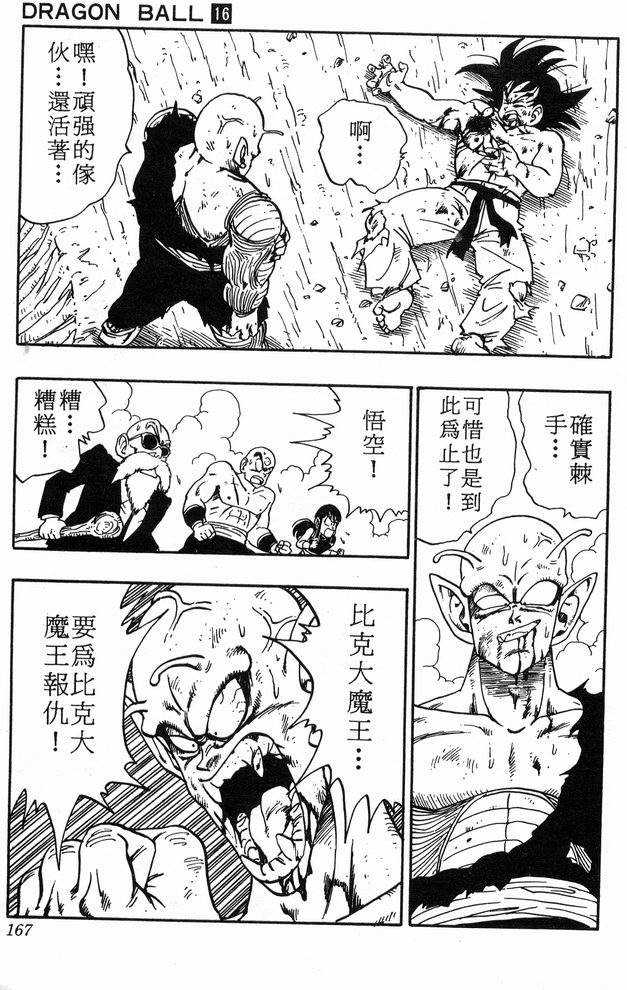 DRAGON BALL 16
啊…
嘿！頑强的傢
伙…還活著…
確實棘
手…
可惜也是到
此爲止了！
悟空！
糟…
糟糕！
比克大魔王…
要爲比克大
魔王報仇！
167